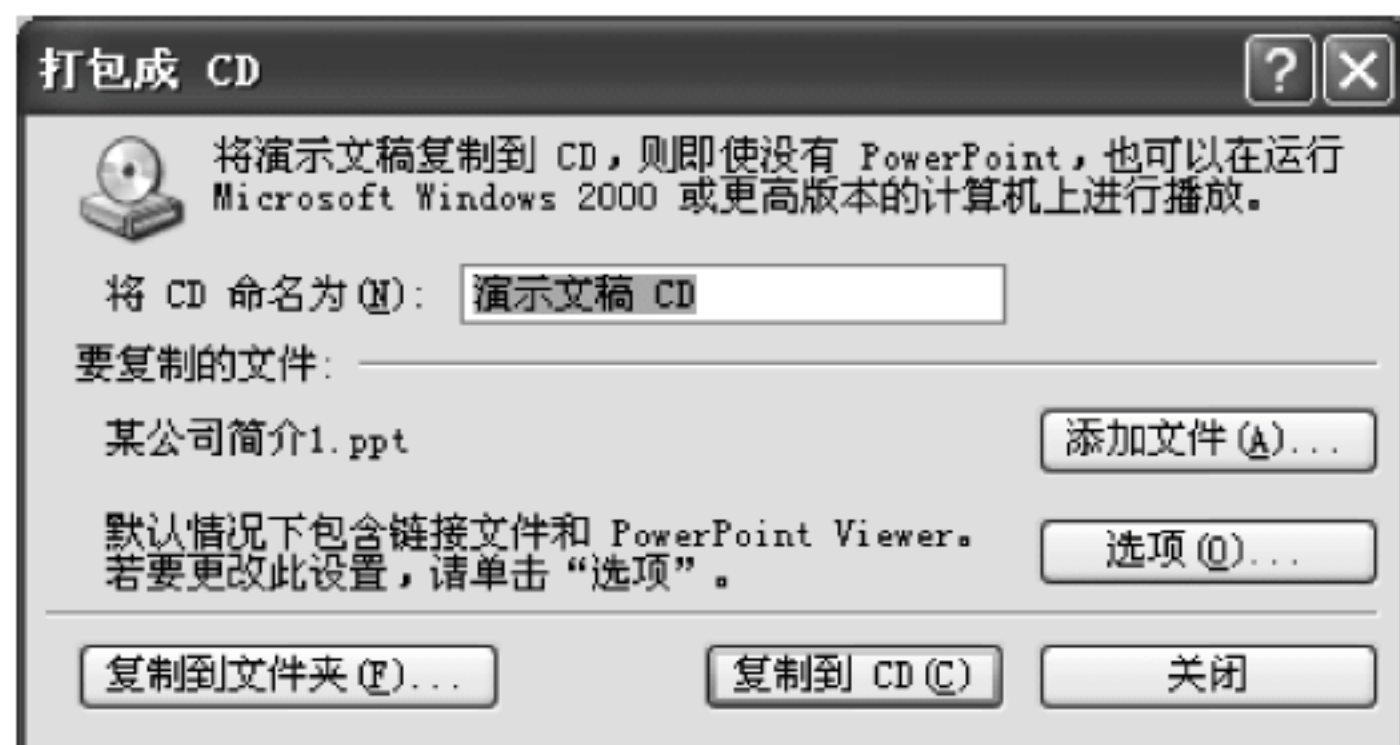 打包成 CD
将演示文稿复制到 CD，则即使没有 PowerPoint，也可以在运行
Microsoft Windows 2000 或更高版本的计算机上进行播放。
将 CD 命名为(N)： 演示文稿 CD
要复制的文件:
某公司简介1.ppt 添加文件(A)...
默认情况下包含链接文件和 PowerPoint Viewer。
若要更改此设置，请单击“选项”。
选项(O)...
复制到文件夹(F)... 复制到 CD(C) 关闭